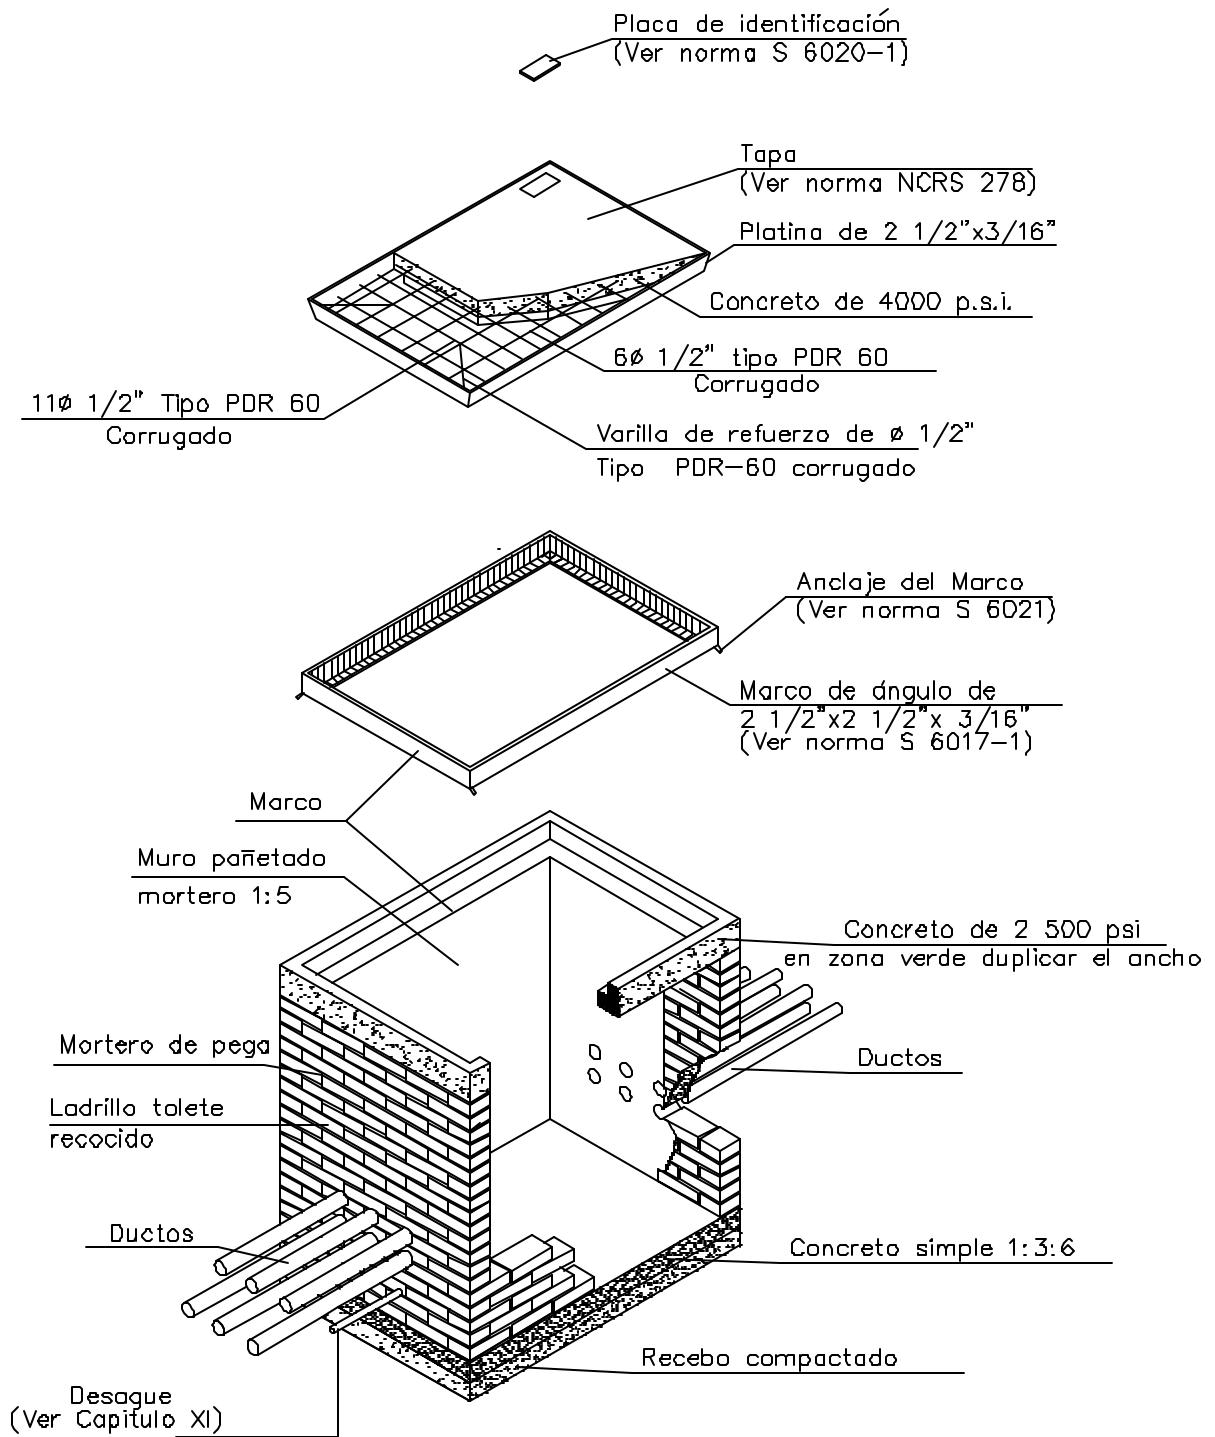 Placa de identificación
(Ver norma S 6020-1)
Tapa
(Ver norma NCRS 278)
Platina de 2 1/2"x3/16"
Concreto de 4000 p.s.i.
6ø 1/2" tipo PDR 60
Corrugado
11ø 1/2" Tipo PDR 60
Corrugado
Varilla de refuerzo de ø 1/2"
Tipo PDR-60 corrugado
Anclaje del Marco
(Ver norma S 6021)
Marco de ángulo de
2 1/2"x2 1/2"x 3/16"
(Ver norma S 6017-1)
Marco
Muro pañetado
mortero 1:5
Concreto de 2 500 psi
en zona verde duplicar el ancho
Mortero de pega
Ductos
Ladrillo tolete
recocido
Ductos
Concreto simple 1:3:6
Recebo compactado
Desague
(Ver Capitulo XI)